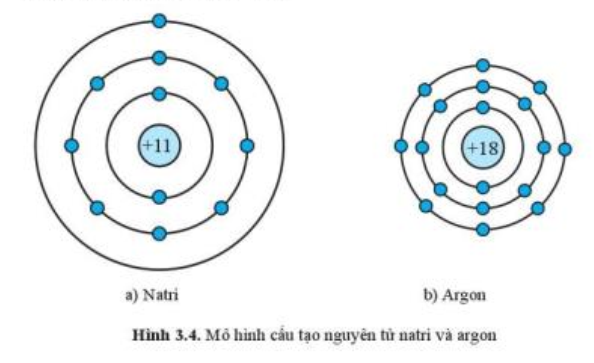 +11
+18
a) Natri
b) Argon
Hình 3.4. Mô hình cấu tạo nguyên tử natri và argon